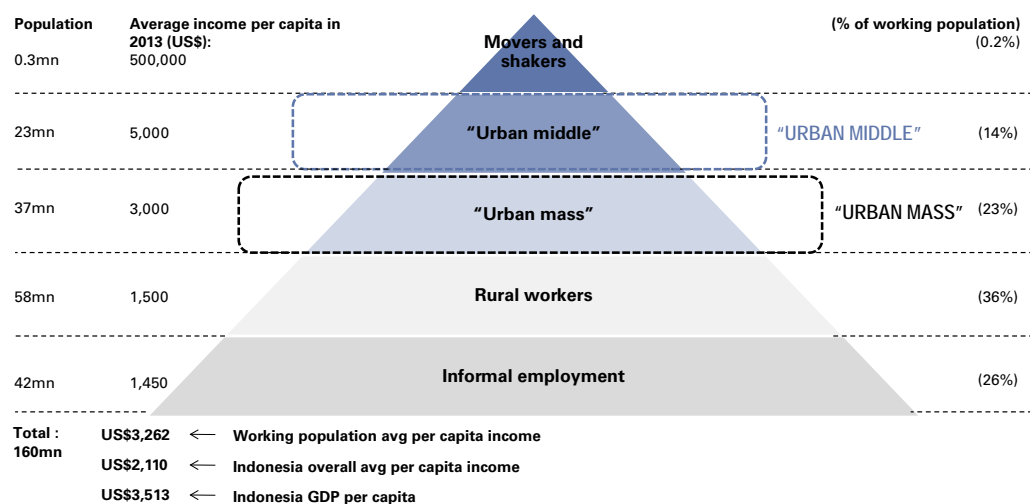 Population
Average income per capita in
2013 (US$):
(% of working population)
0.3mn
500,000
Movers and
shakers
(0.2%)
23mn
5,000
“Urban middle”
“URBAN MIDDLE”
(14%)
37mn
3,000
“Urban mass”
“URBAN MASS”
(23%)
58mn
1,500
Rural workers
(36%)
42mn
1,450
Informal employment
(26%)
Total :
160mn
US$3,262 ← Working population avg per capita income
US$2,110 ← Indonesia overall avg per capita income
US$3,513 ← Indonesia GDP per capita